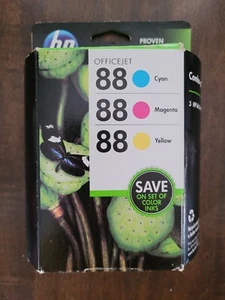 hp
PROVEN
OFFICEJET
88 Cyan
88 Magenta
88 Yellow
SAVE
ON SET OF
COLOR
INKS